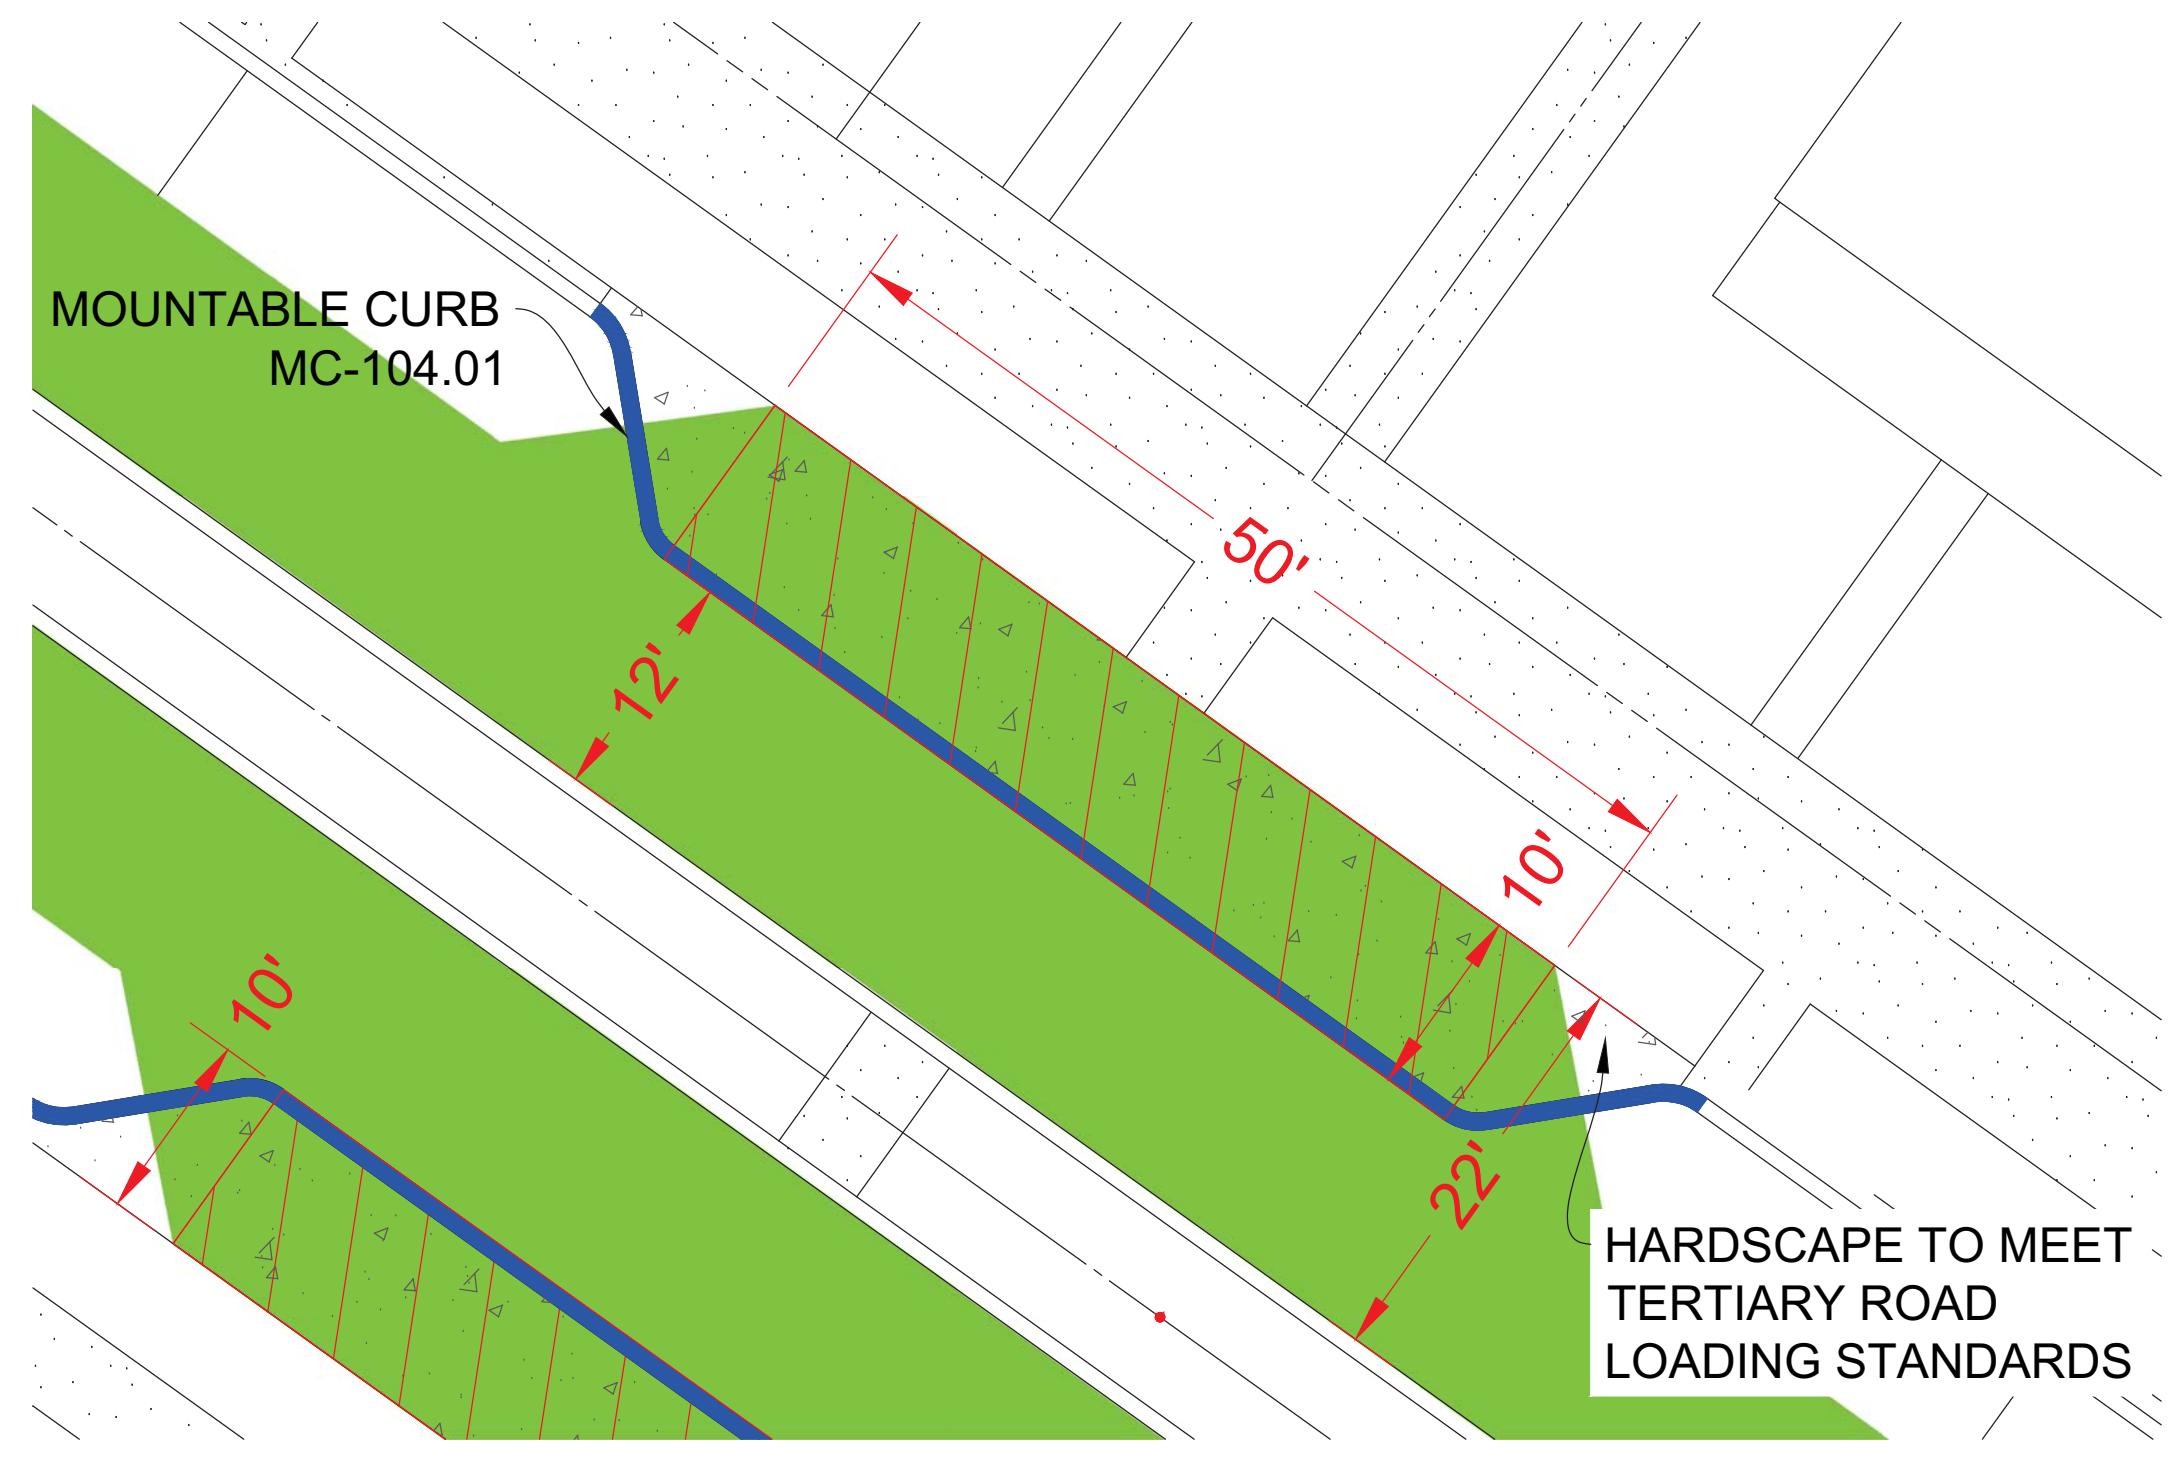 MOUNTABLE CURB
MC-104.01
50'
12'
10'
10'
22'
HARDSCAPE TO MEET
TERTIARY ROAD
LOADING STANDARDS